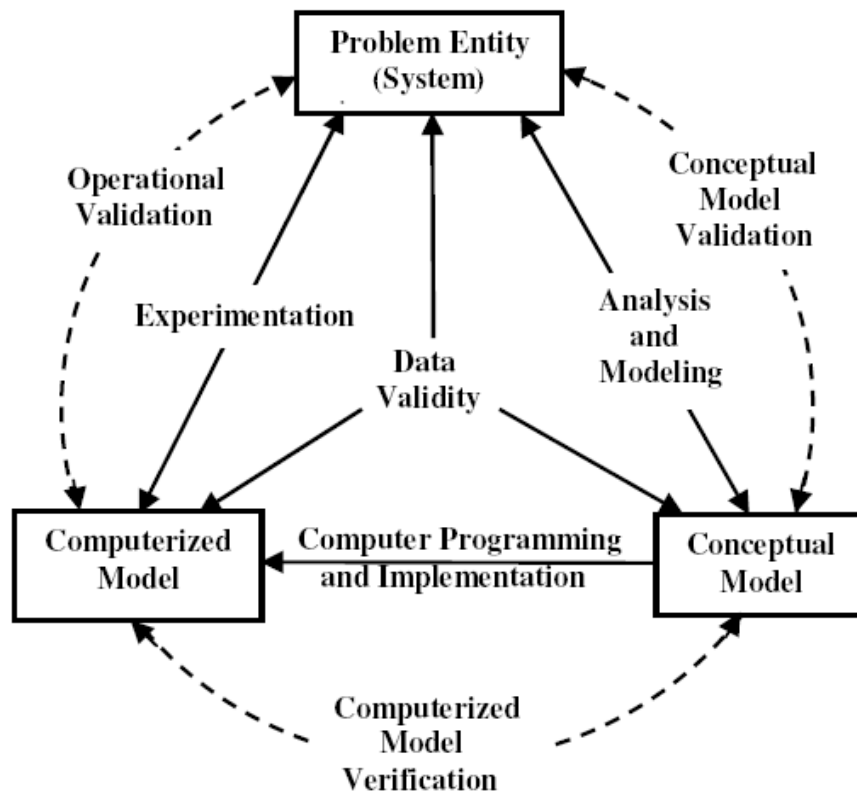 Problem Entity
(System)
Operational
Validation
Conceptual
Model
Validation
Experimentation
Analysis
and
Modeling
Data
Validity
Computerized
Model
Computer Programming
and Implementation
Conceptual
Model
Computerized
Model
Verification